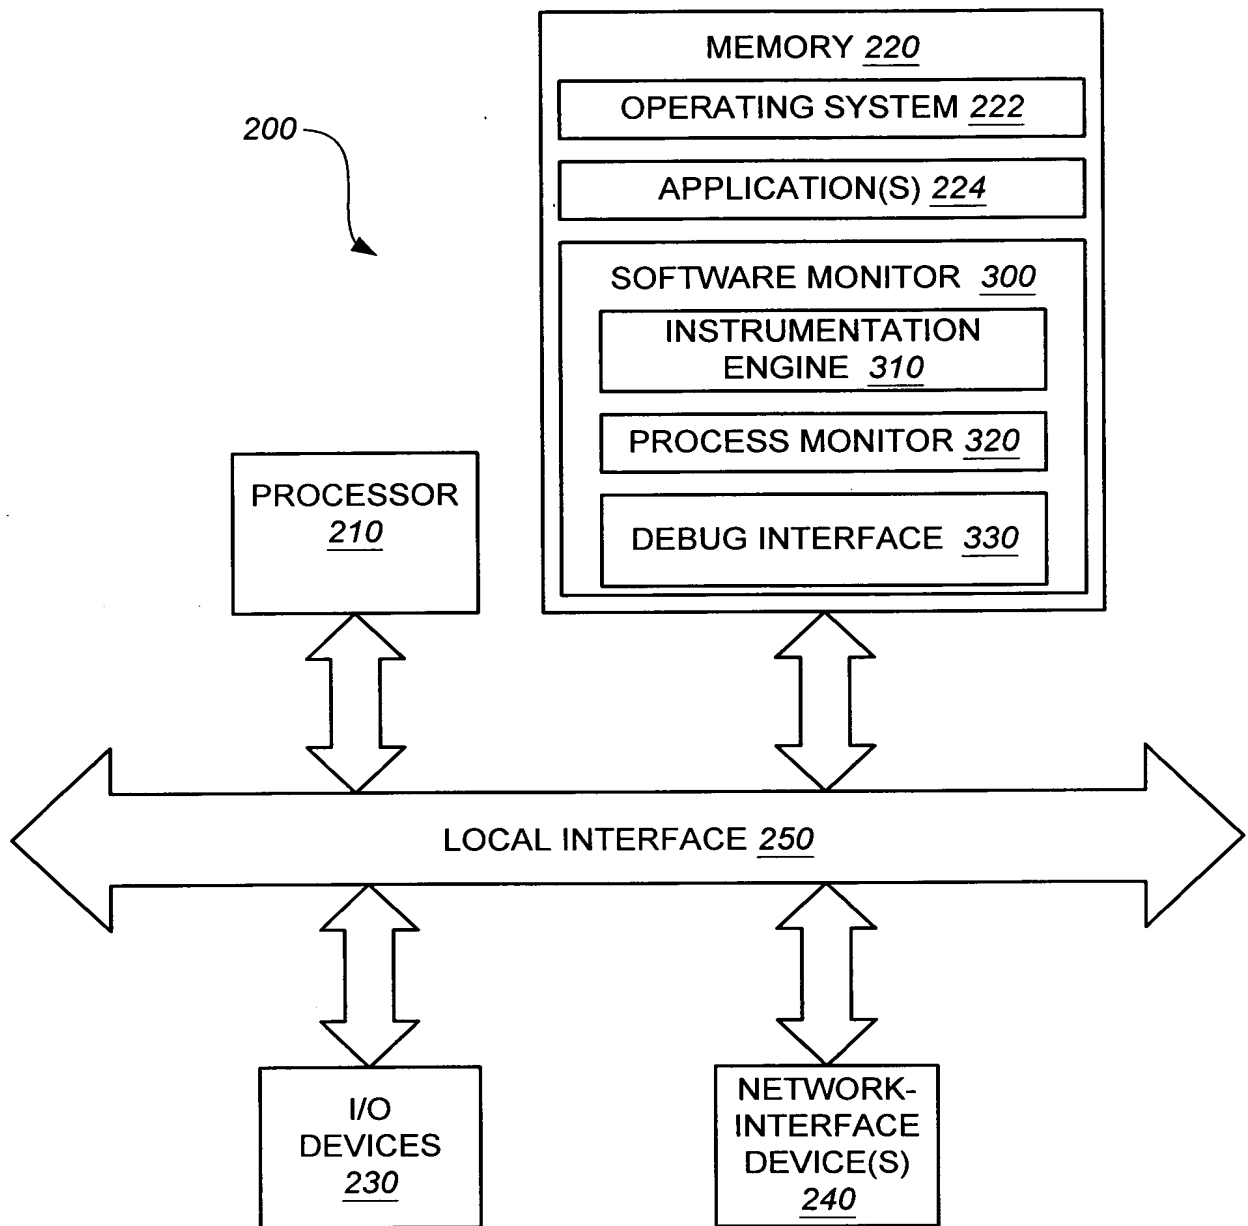 MEMORY 220
OPERATING SYSTEM 222
200
APPLICATION(S) 224
SOFTWARE MONITOR 300
INSTRUMENTATION
ENGINE 310
PROCESS MONITOR 320
DEBUG INTERFACE 330
PROCESSOR
210
LOCAL INTERFACE 250
I/O
DEVICES
230
NETWORK-
INTERFACE
DEVICE(S)
240